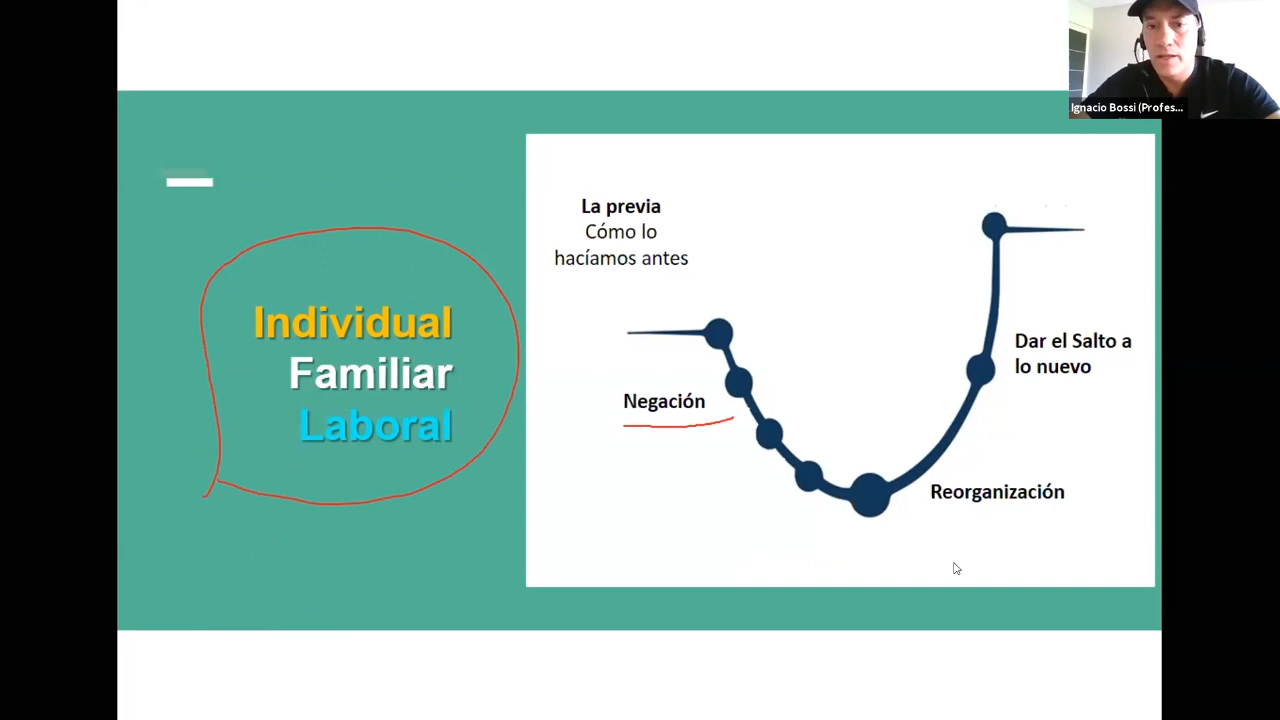 Ignacio Bossi (Profes...
Individual
Familiar
Laboral
La previa
Cómo lo
hacíamos antes
Negación
Dar el Salto a
lo nuevo
Reorganización